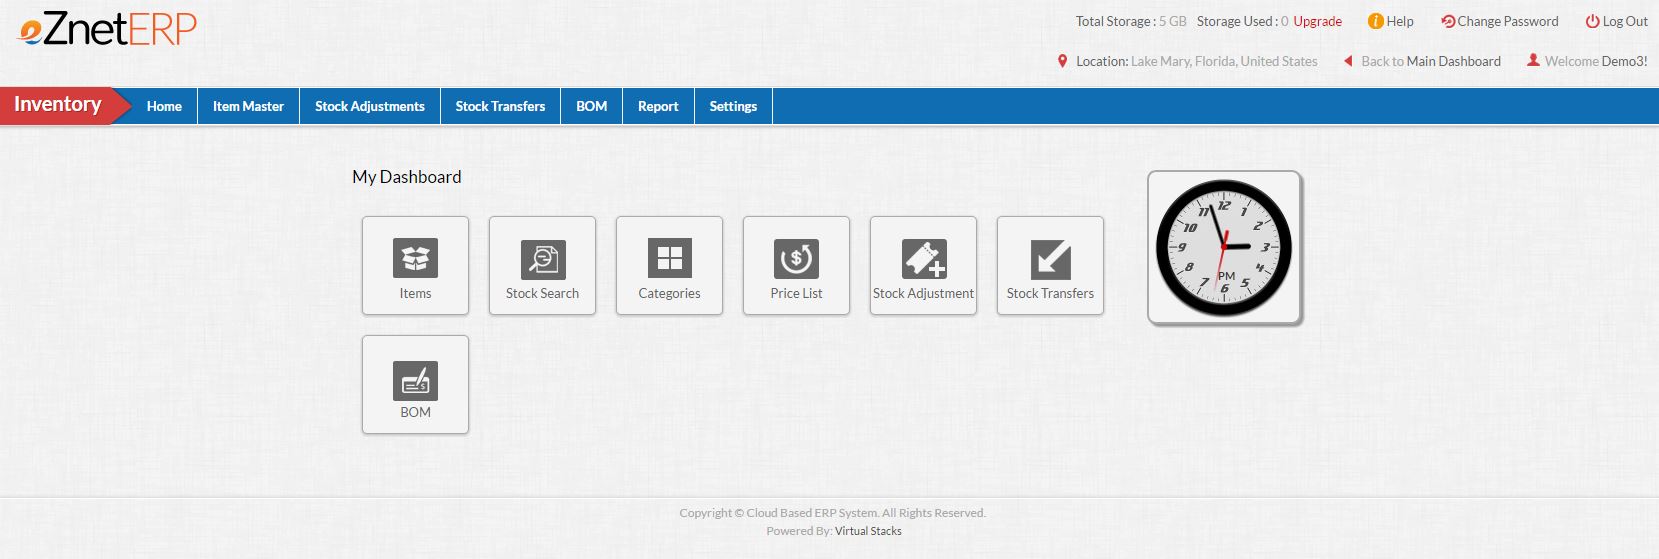 eZnetERP
Total Storage : 5 GB Storage Used : 0 Upgrade Help Change Password Log Out
Location: Lake Mary, Florida, United States Back to Main Dashboard Welcome Demo3!
Inventory Home Item Master Stock Adjustments Stock Transfers BOM Report Settings
My Dashboard
12
11 1
10 2
9 3
8 4
PM
7 5
6
Items Stock Search Categories Price List Stock Adjustment Stock Transfers
BOM
Copyright © Cloud Based ERP System. All Rights Reserved.
Powered By: Virtual Stacks